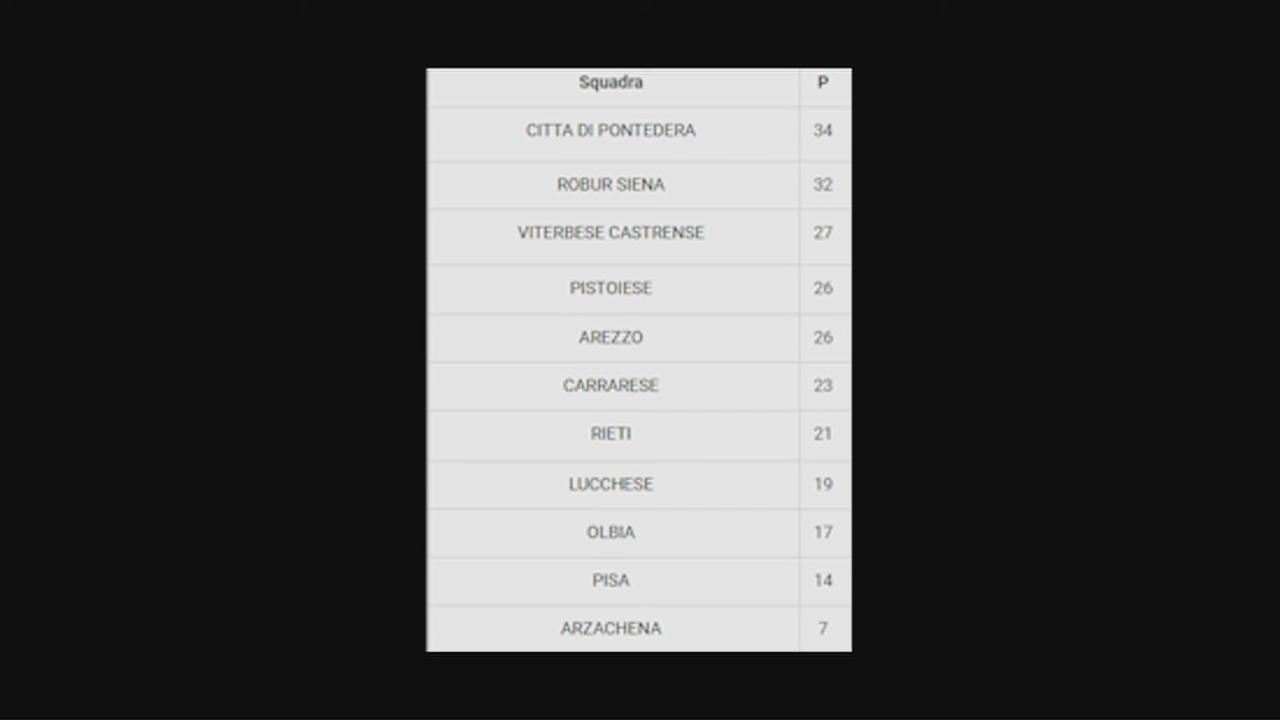 Squadra P
CITTA DI PONTEDERA 34
ROBUR SIENA 32
VITERBESE CASTRENSE 27
PISTOIESE 26
AREZZO 26
CARRARESE 23
RIETI 21
LUCCHESE 19
OLBIA 17
PISA 14
ARZACHENA 7